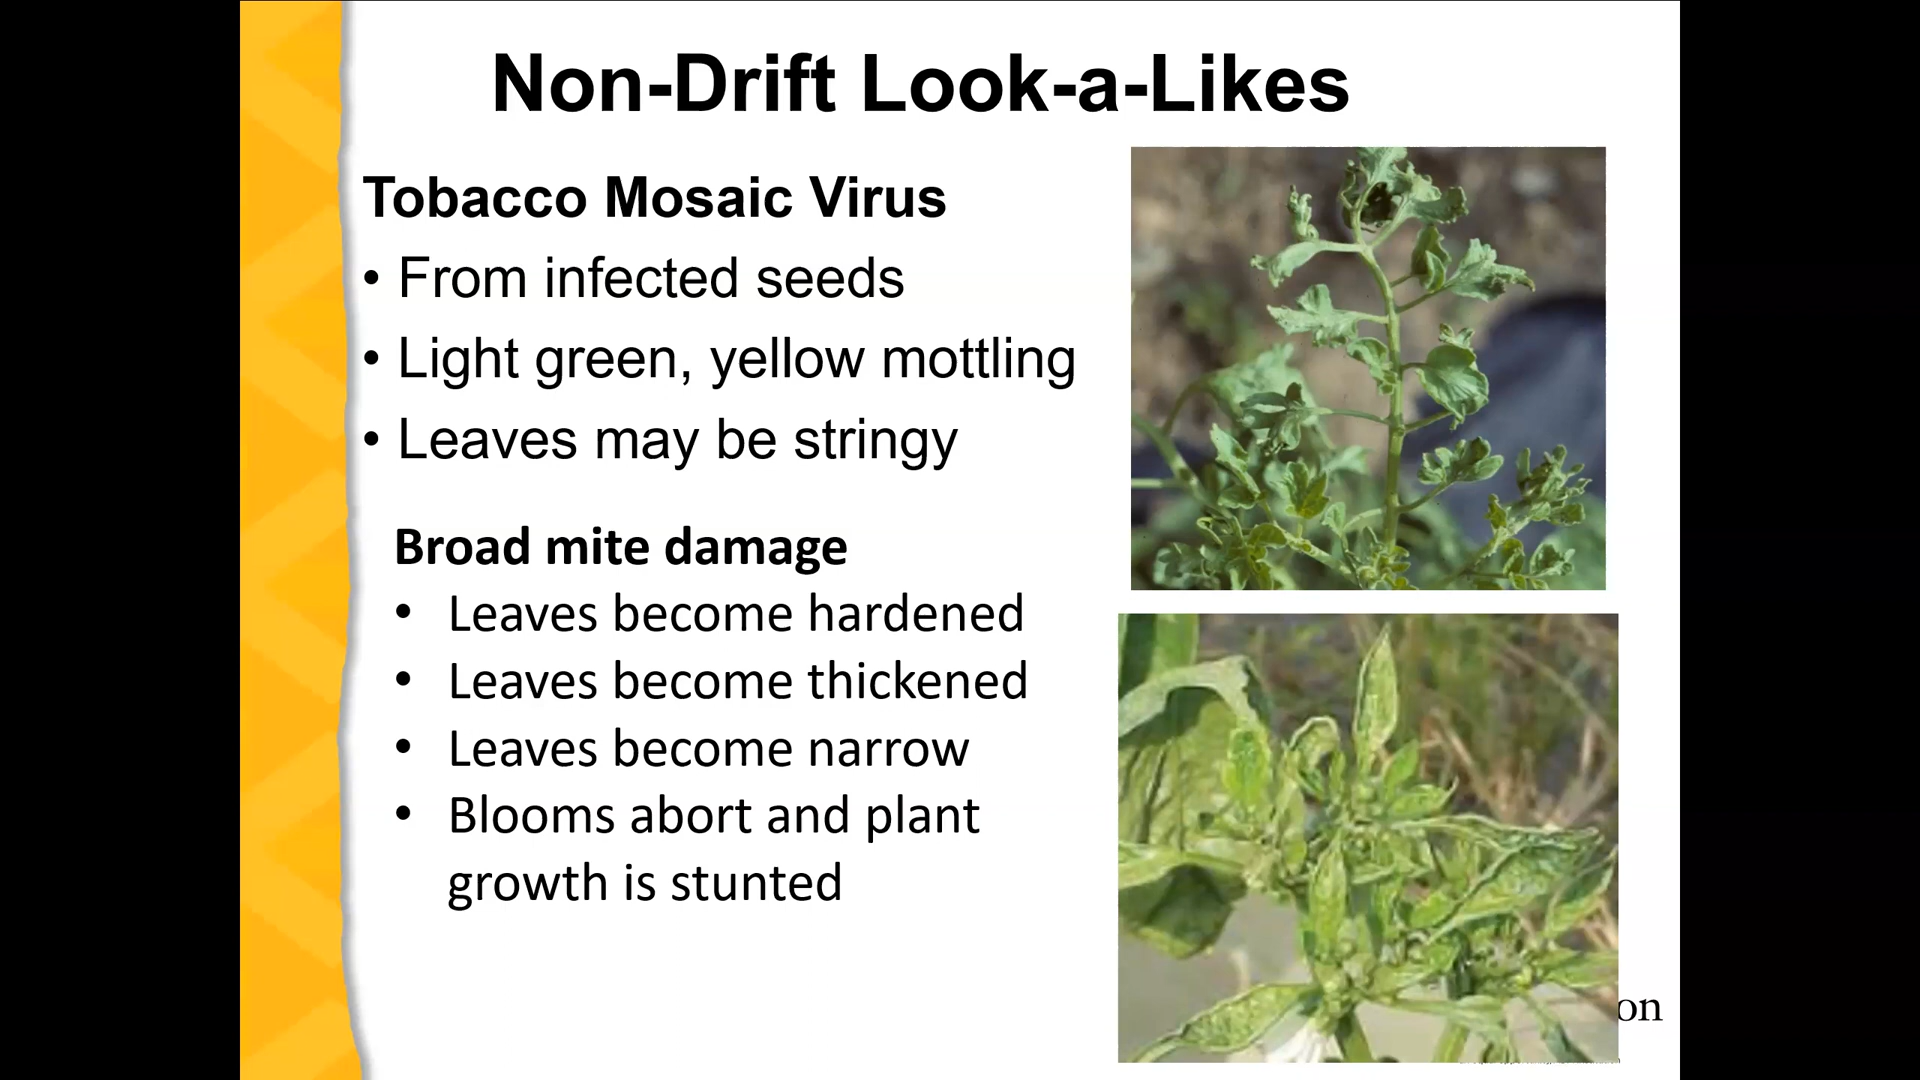 Non-Drift Look-a-Likes
Tobacco Mosaic Virus
• From infected seeds
• Light green, yellow mottling
• Leaves may be stringy
Broad mite damage
• Leaves become hardened
• Leaves become thickened
• Leaves become narrow
• Blooms abort and plant
growth is stunted
on